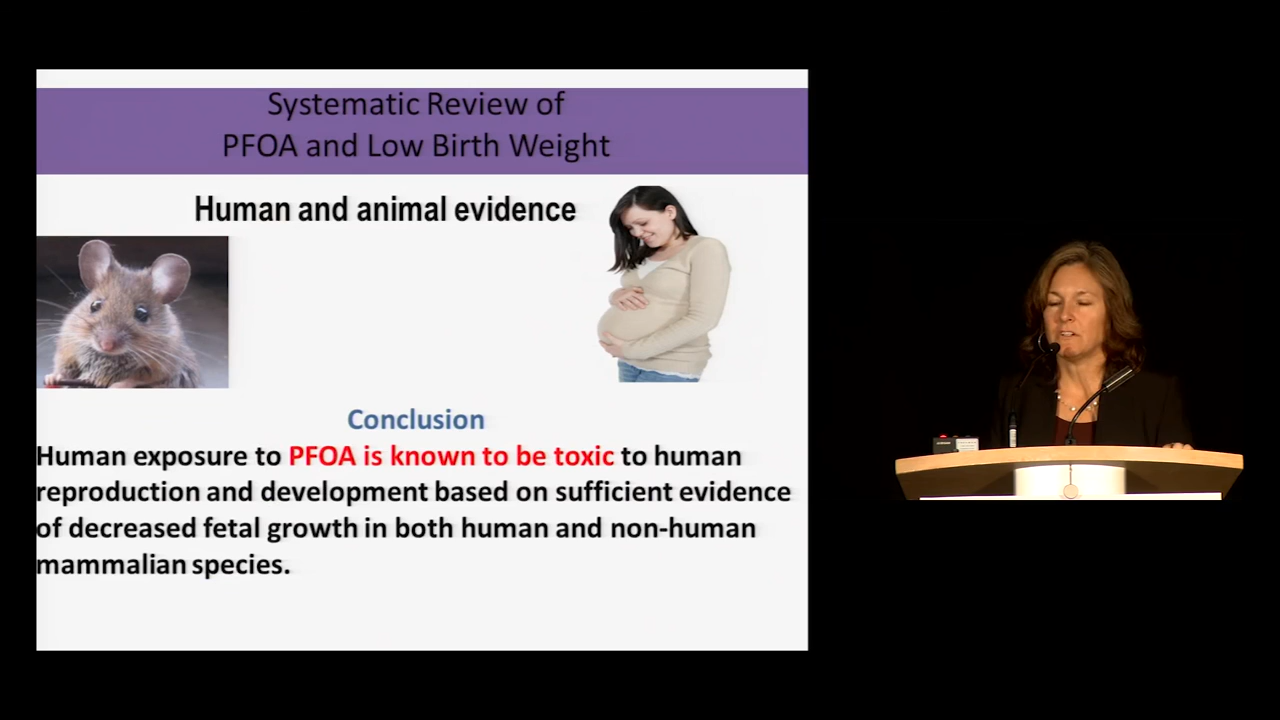 Systematic Review of
PFOA and Low Birth Weight
Human and animal evidence
Conclusion
Human exposure to PFOA is known to be toxic to human
reproduction and development based on sufficient evidence
of decreased fetal growth in both human and non-human
mammalian species.